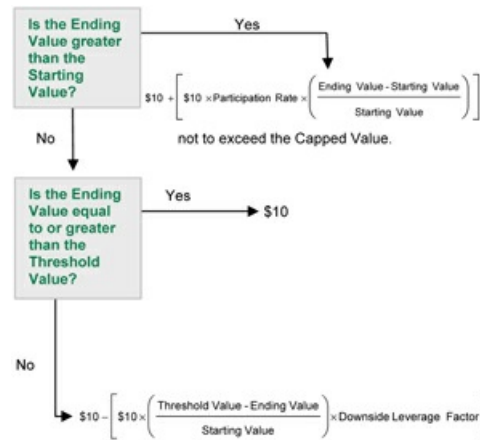 Is the Ending
Value greater
than the
Starting
Value?
Yes
$10 + [ $10 × Participation Rate × ( Ending Value - Starting Value
Starting Value ) ]
not to exceed the Capped Value.
No
Is the Ending
Value equal
to or greater
than the
Threshold
Value?
Yes
$10
No
$10 − [ $10 × ( Threshold Value - Ending Value
Starting Value ) × Downside Leverage Factor